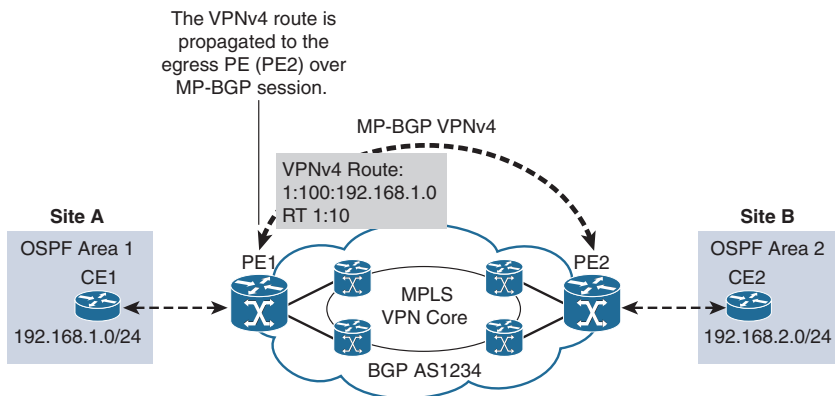 The VPNv4 route is
propagated to the
egress PE (PE2) over
MP-BGP session.
MP-BGP VPNv4
VPNv4 Route:
1:100:192.168.1.0
RT 1:10
Site A
OSPF Area 1
CE1
192.168.1.0/24
PE1
MPLS
VPN Core
BGP AS1234
PE2
Site B
OSPF Area 2
CE2
192.168.2.0/24